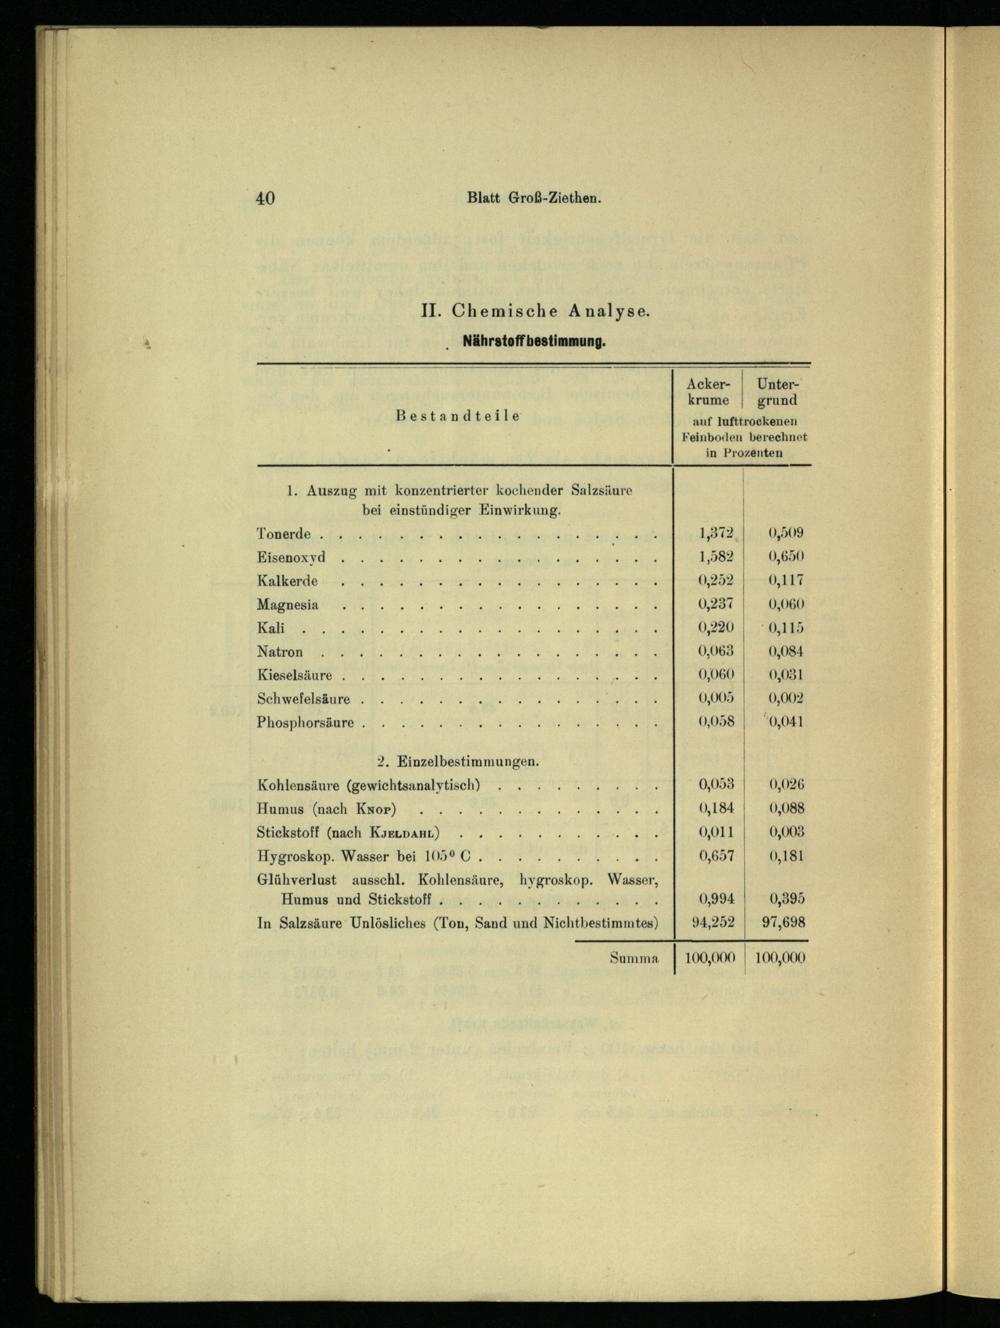 40 Blatt Groß-Ziethen.
II. Chemische Analyse.
Nährstoffbestimmung.
Bestandteile
Acker- Unter-
krume grund
auf lufttrockenen
Feinboden berechnet
in Prozenten
1. Auszug mit konzentrierter kochender Salzsäure
bei einstündiger Einwirkung.
Tonerde . . . . . . . . . . . . . . . . . . 1,372 0,509
Eisenoxyd . . . . . . . . . . . . . . . . . 1,582 0,650
Kalkerde . . . . . . . . . . . . . . . . . 0,252 0,117
Magnesia . . . . . . . . . . . . . . . . . 0,237 0,060
Kali . . . . . . . . . . . . . . . . . . . 0,220 0,115
Natron . . . . . . . . . . . . . . . . . . 0,063 0,084
Kieselsäure . . . . . . . . . . . . . . . . . 0,060 0,031
Schwefelsäure . . . . . . . . . . . . . . . . 0,005 0,002
Phosphorsäure . . . . . . . . . . . . . . . . 0,058 0,041
2. Einzelbestimmungen.
Kohlensäure (gewichtsanalytisch) . . . . . . . . . 0,053 0,026
Humus (nach KNOP) . . . . . . . . . . . . . 0,184 0,088
Stickstoff (nach KJELDAHL) . . . . . . . . . . . 0,011 0,003
Hygroskop. Wasser bei 105⁰ C . . . . . . . . . . 0,657 0,181
Glühverlust ausschl. Kohlensäure, hygroskop. Wasser,
Humus und Stickstoff . . . . . . . . . . . . 0,994 0,395
In Salzsäure Unlösliches (Ton, Sand und Nichtbestimmtes) 94,252 97,698
Summa 100,000 100,000